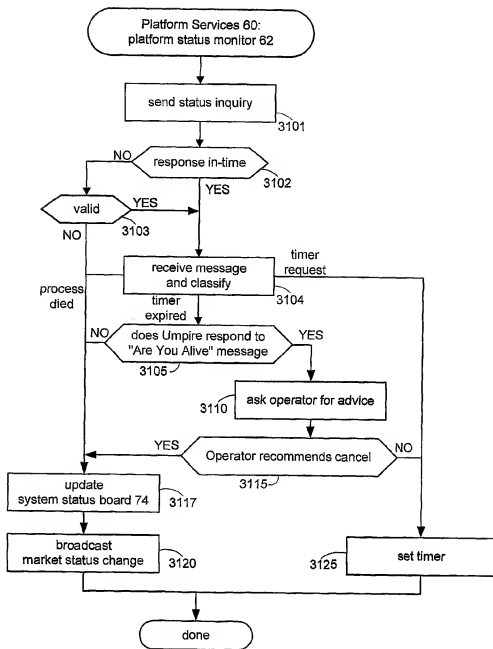 Platform Services 60:
platform status monitor 62
send status inquiry
3101
NO
response in-time
3102
YES
valid
YES
3103
NO
timer
request
receive message
and classify
3104
process
died
timer
expired
NO
does Umpire respond to
"Are You Alive" message
YES
3105
3110
ask operator for advice
YES
Operator recommends cancel
NO
3115
update
system status board 74
3117
broadcast
market status change
3120
3125
set timer
done